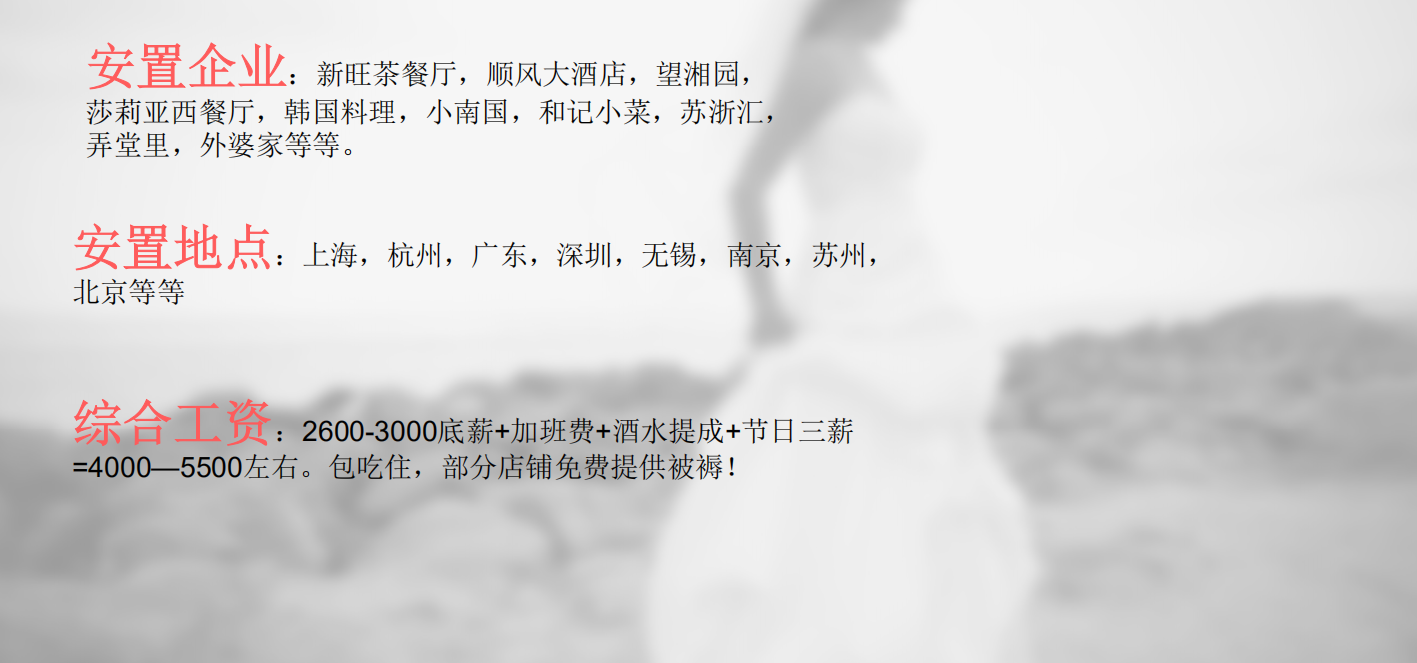 安置企业：新旺茶餐厅，顺风大酒店，望湘园，
莎莉亚西餐厅，韩国料理，小南国，和记小菜，苏浙汇，
弄堂里，外婆家等等。
安置地点：上海，杭州，广东，深圳，无锡，南京，苏州，
北京等等
综合工资：2600-3000底薪+加班费+酒水提成+节日三薪
=4000—5500左右。包吃住，部分店铺免费提供被褥！